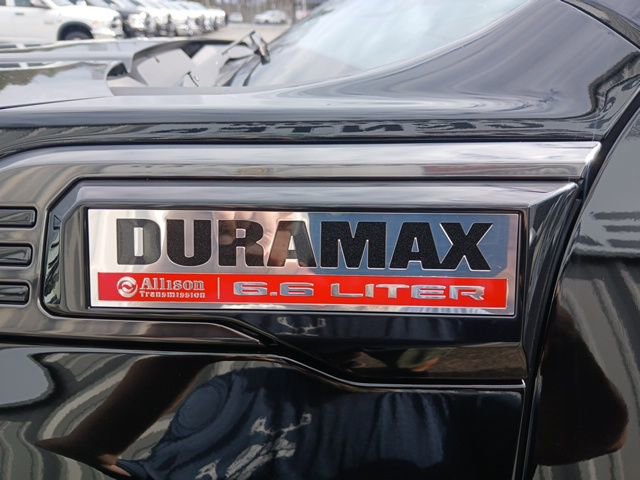 DURAMAX
Allison
Transmission
6.6 LITER